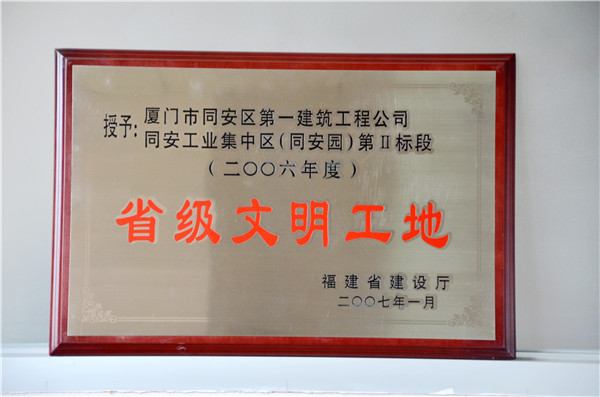 授予:厦门市同安区第一建筑工程公司
同安工业集中区(同安园)第Ⅱ标段
(二〇〇六年度)
省级文明工地
福建省建设厅
二〇〇七年一月